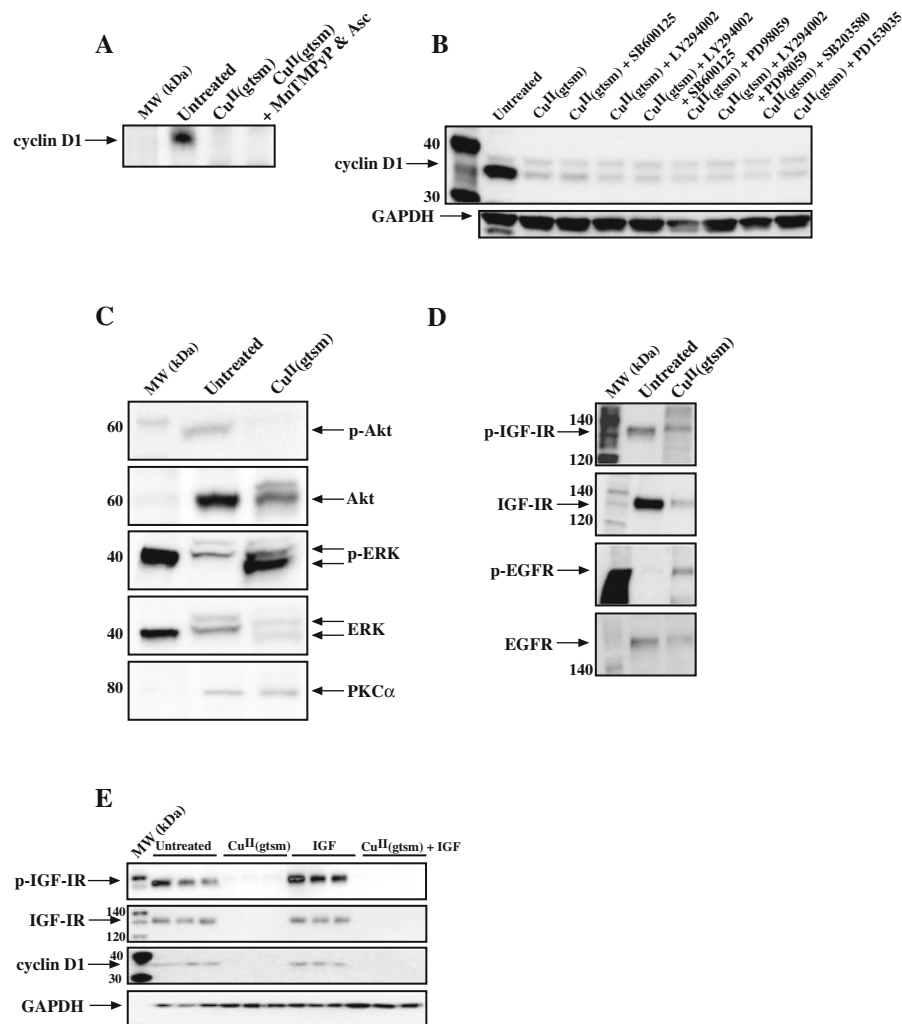 A
MW (kDa)
Untreated
Cuᴵᴵ(gtsm)
Cuᴵᴵ(gtsm)
+ MnTMPyP & Asc
cyclin D1
B
Untreated
Cuᴵᴵ(gtsm)
Cuᴵᴵ(gtsm) + SB600125
Cuᴵᴵ(gtsm) + LY294002
Cuᴵᴵ(gtsm) + LY294002
+ SB600125
Cuᴵᴵ(gtsm) + PD98059
Cuᴵᴵ(gtsm) + LY294002
+ PD98059
Cuᴵᴵ(gtsm) + SB203580
Cuᴵᴵ(gtsm) + PD153035
40
cyclin D1
30
GAPDH
C
MW (kDa)
Untreated
Cuᴵᴵ(gtsm)
60
p-Akt
60
Akt
40
p-ERK
40
ERK
80
PKCα
D
MW (kDa)
Untreated
Cuᴵᴵ(gtsm)
140
p-IGF-IR
120
140
IGF-IR
120
p-EGFR
EGFR
140
E
MW (kDa)
Untreated
Cuᴵᴵ(gtsm)
IGF
Cuᴵᴵ(gtsm) + IGF
p-IGF-IR
140
IGF-IR
120
40
cyclin D1
30
GAPDH